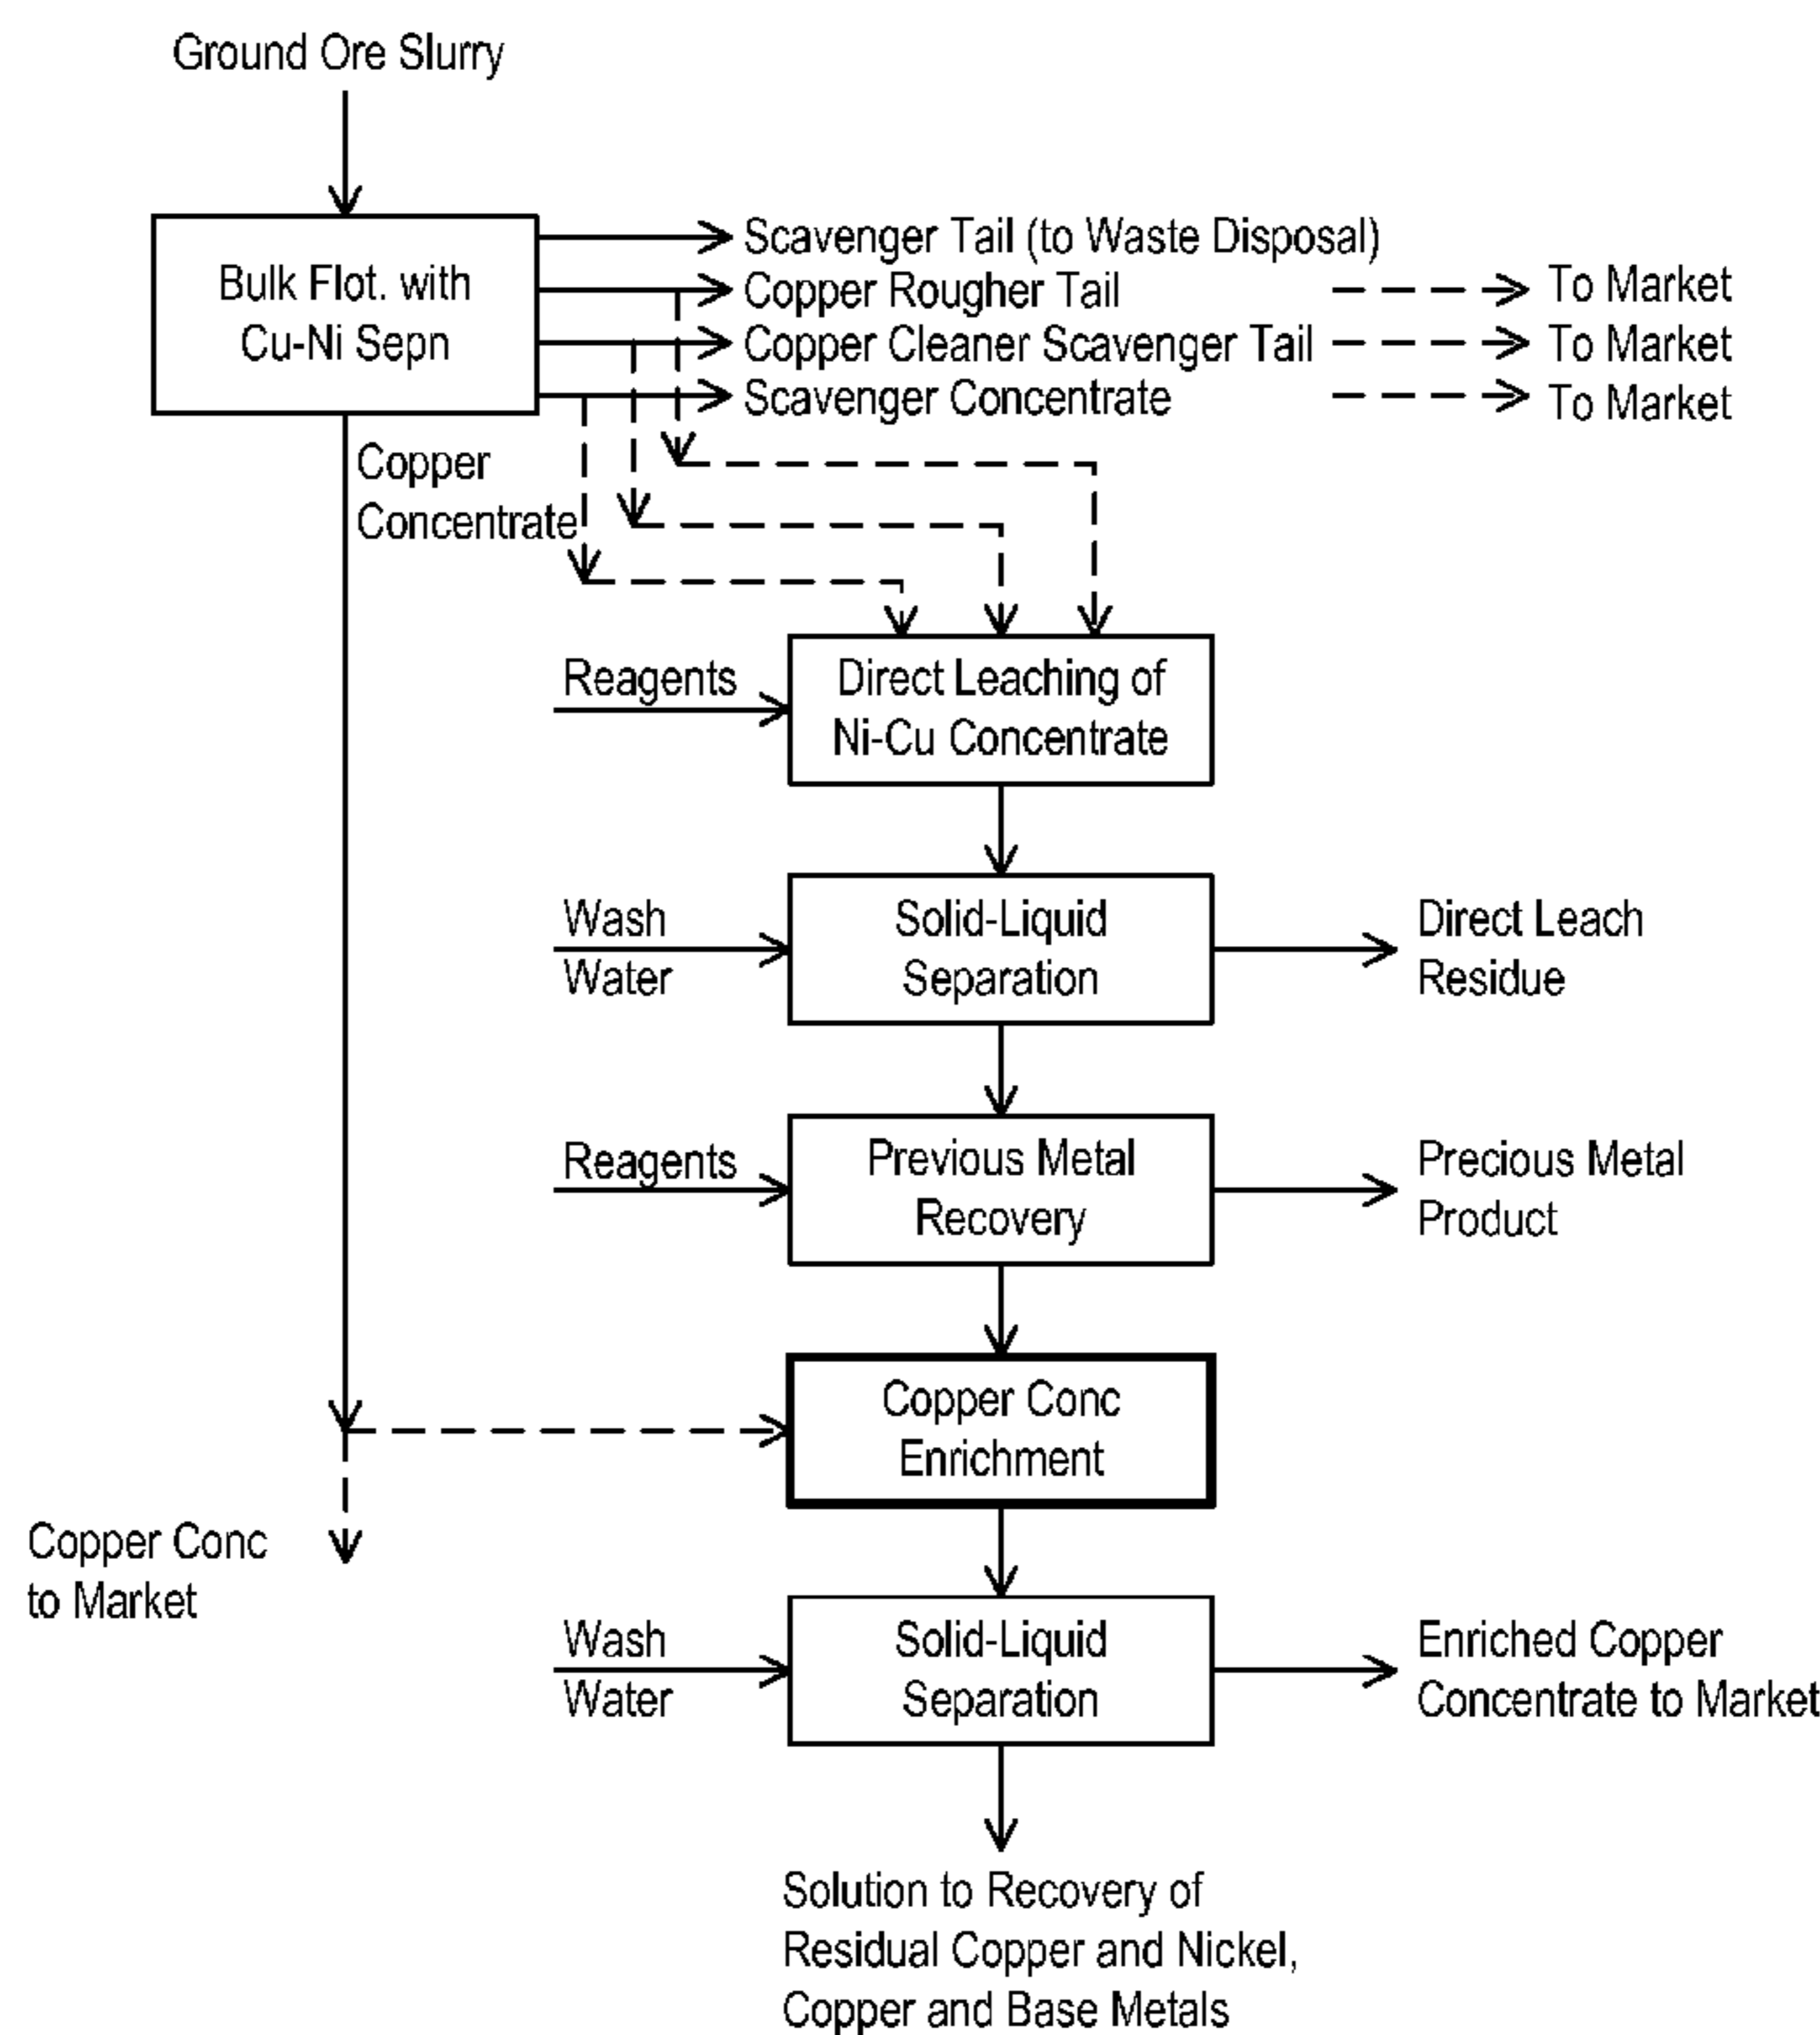 Ground Ore Slurry
Bulk Flot. with
Cu-Ni Sepn
Scavenger Tail (to Waste Disposal)
Copper Rougher Tail
To Market
Copper Cleaner Scavenger Tail
To Market
Scavenger Concentrate
To Market
Copper
Concentrate
Reagents
Direct Leaching of
Ni-Cu Concentrate
Wash
Water
Solid-Liquid
Separation
Direct Leach
Residue
Reagents
Previous Metal
Recovery
Precious Metal
Product
Copper Conc
Enrichment
Copper Conc
to Market
Wash
Water
Solid-Liquid
Separation
Enriched Copper
Concentrate to Market
Solution to Recovery of
Residual Copper and Nickel,
Copper and Base Metals